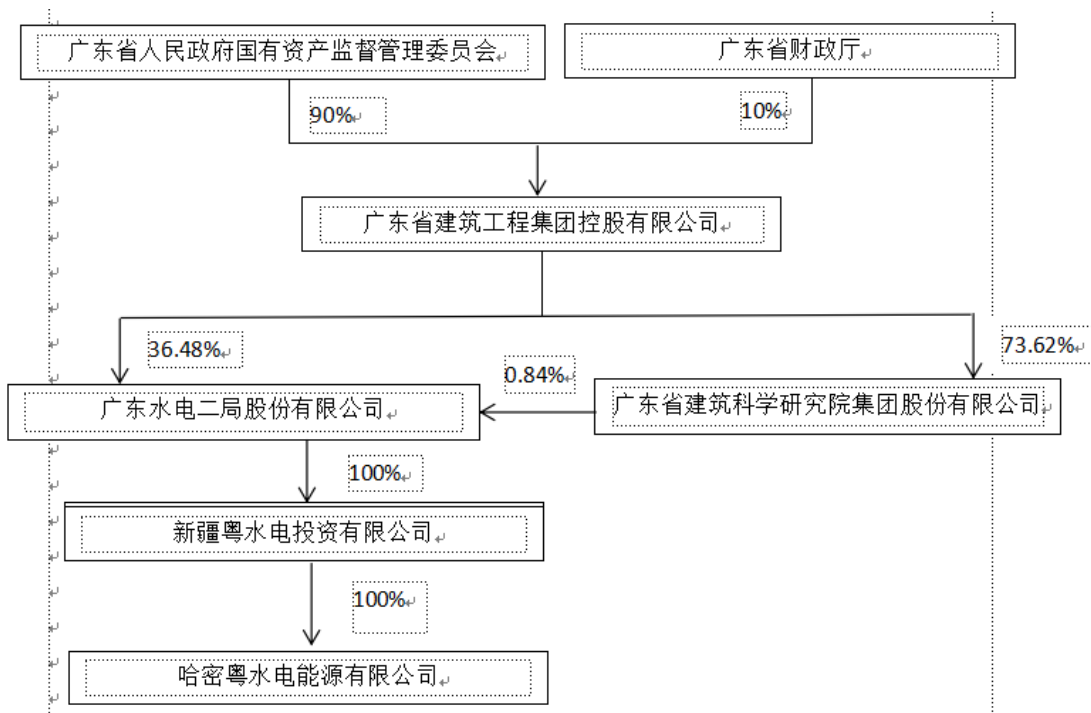 广东省人民政府国有资产监督管理委员会
广东省财政厅
90%
10%
广东省建筑工程集团控股有限公司
36.48%
73.62%
0.84%
广东水电二局股份有限公司
广东省建筑科学研究院集团股份有限公司
100%
新疆粤水电投资有限公司
100%
哈密粤水电能源有限公司